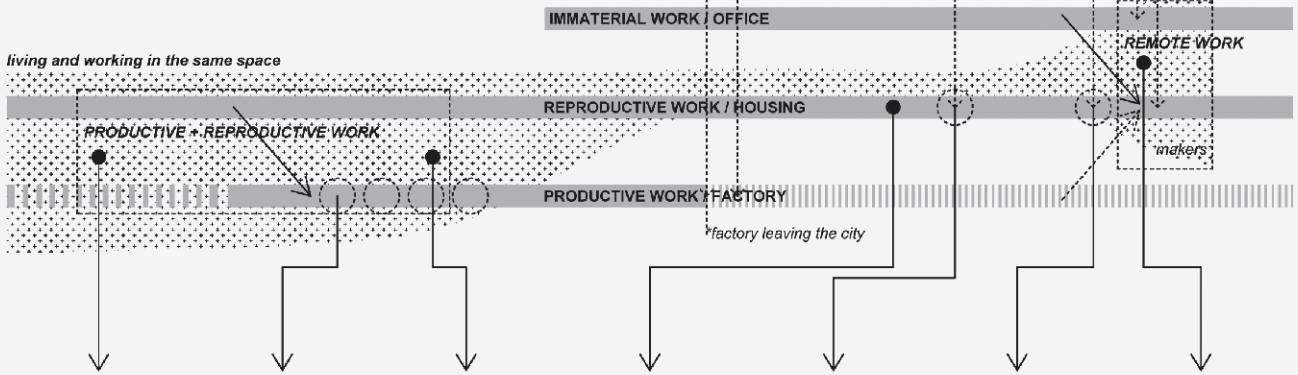 IMMATERIAL WORK / OFFICE
REMOTE WORK
living and working in the same space
REPRODUCTIVE WORK / HOUSING
PRODUCTIVE + REPRODUCTIVE WORK
makers
PRODUCTIVE WORK / FACTORY
*factory leaving the city